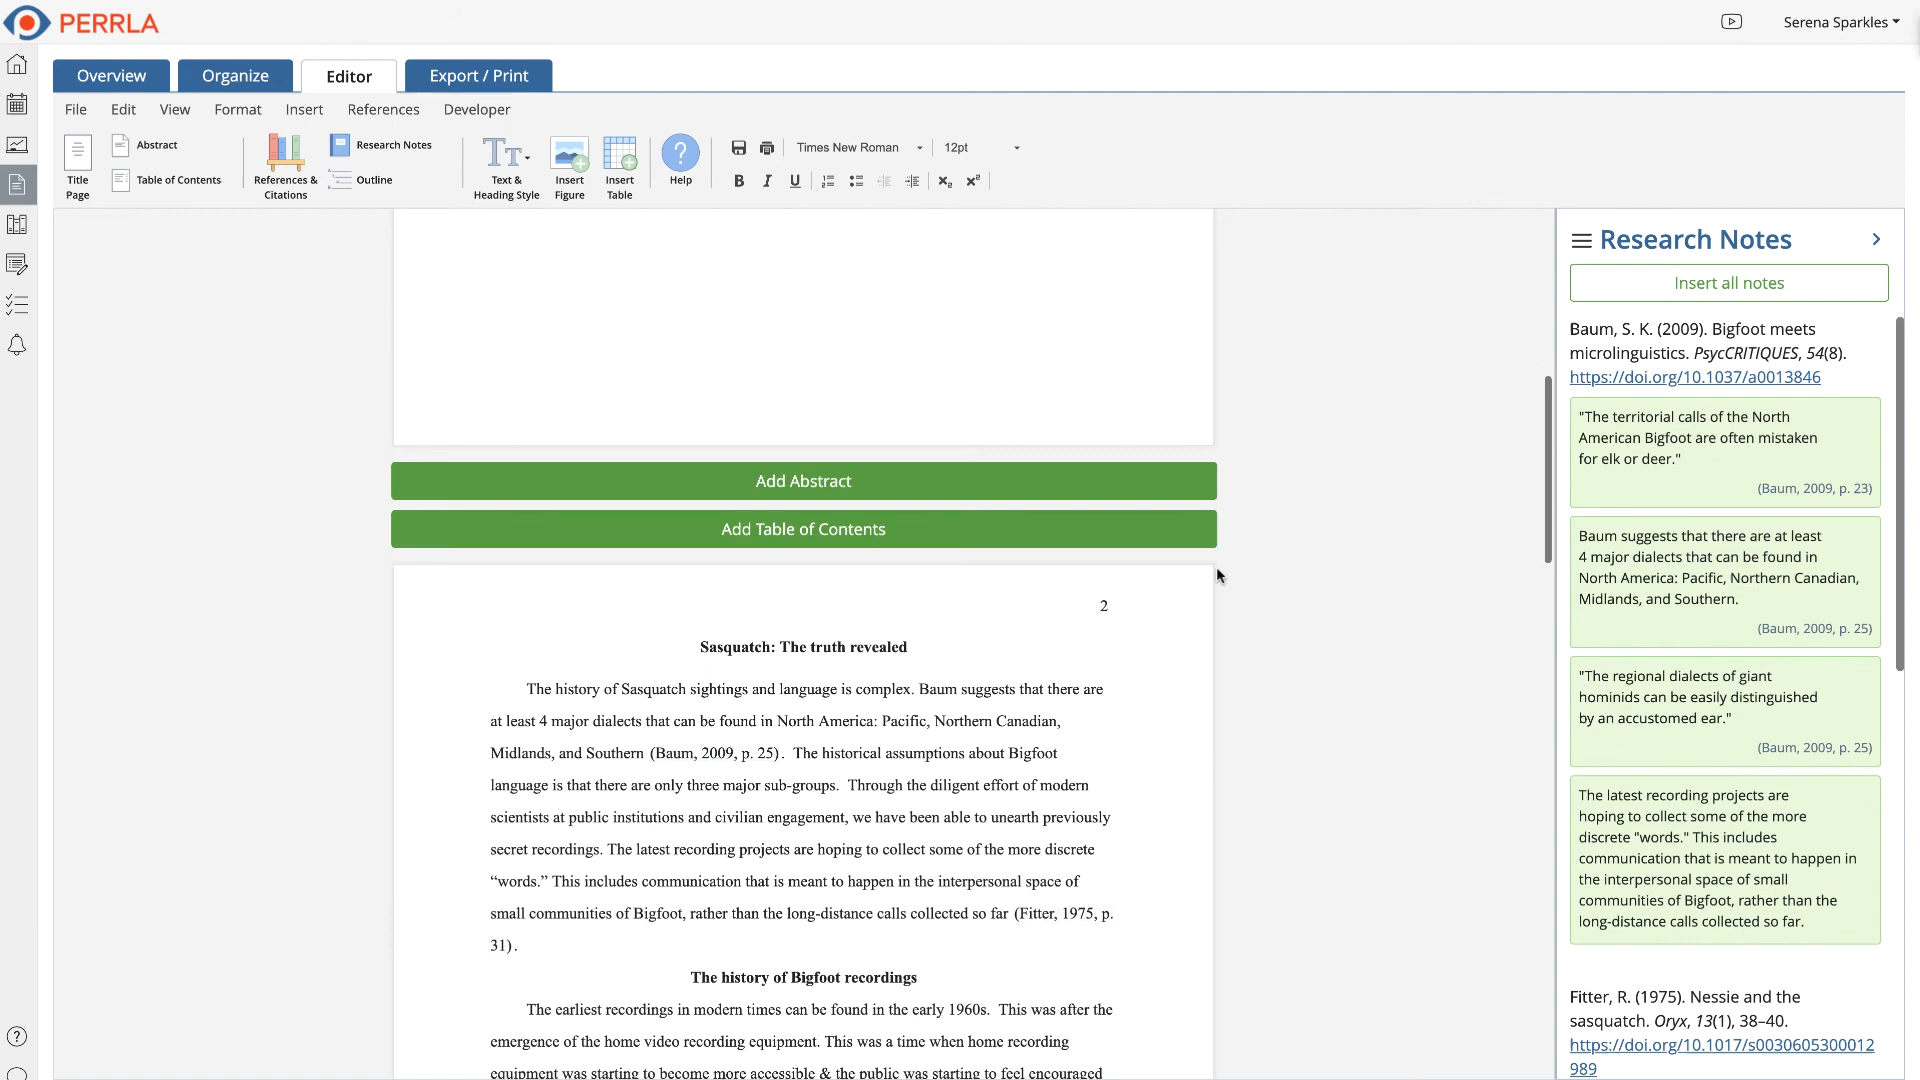 PERRLA
Serena Sparkles
Overview
Organize
Editor
Export / Print
File
Edit
View
Format
Insert
References
Developer
Title
Page
Abstract
Table of Contents
References &
Citations
Research Notes
Outline
Text &
Heading Style
Insert
Figure
Insert
Table
?
Help
Times New Roman
12pt
B
I
U
X₂
X²
Add Abstract
Add Table of Contents
2
Sasquatch: The truth revealed
The history of Sasquatch sightings and language is complex. Baum suggests that there are
at least 4 major dialects that can be found in North America: Pacific, Northern Canadian,
Midlands, and Southern (Baum, 2009, p. 25). The historical assumptions about Bigfoot
language is that there are only three major sub-groups. Through the diligent effort of modern
scientists at public institutions and civilian engagement, we have been able to unearth previously
secret recordings. The latest recording projects are hoping to collect some of the more discrete
“words.” This includes communication that is meant to happen in the interpersonal space of
small communities of Bigfoot, rather than the long-distance calls collected so far (Fitter, 1975, p.
31).
The history of Bigfoot recordings
The earliest recordings in modern times can be found in the early 1960s. This was after the
emergence of the home video recording equipment. This was a time when home recording
equipment was starting to become more accessible & the public was starting to feel encouraged
Research Notes
Insert all notes
Baum, S. K. (2009). Bigfoot meets
microlinguistics. PsycCRITIQUES, 54(8).
https://doi.org/10.1037/a0013846
"The territorial calls of the North
American Bigfoot are often mistaken
for elk or deer."
(Baum, 2009, p. 23)
Baum suggests that there are at least
4 major dialects that can be found in
North America: Pacific, Northern Canadian,
Midlands, and Southern.
(Baum, 2009, p. 25)
"The regional dialects of giant
hominids can be easily distinguished
by an accustomed ear."
(Baum, 2009, p. 25)
The latest recording projects are
hoping to collect some of the more
discrete "words." This includes
communication that is meant to happen in
the interpersonal space of small
communities of Bigfoot, rather than the
long-distance calls collected so far.
Fitter, R. (1975). Nessie and the
sasquatch. Oryx, 13(1), 38–40.
https://doi.org/10.1017/s0030605300012
989
?